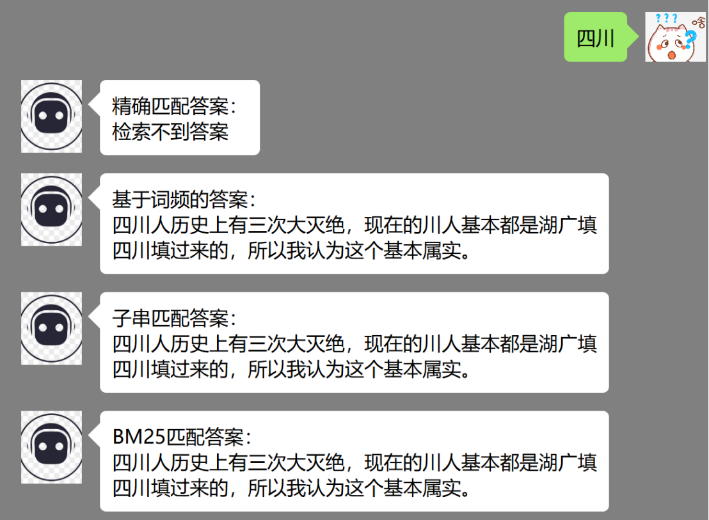 四川
???
啥
精确匹配答案：
检索不到答案
基于词频的答案：
四川人历史上有三次大灭绝，现在的川人基本都是湖广填
四川填过来的，所以我认为这个基本属实。
子串匹配答案：
四川人历史上有三次大灭绝，现在的川人基本都是湖广填
四川填过来的，所以我认为这个基本属实。
BM25匹配答案：
四川人历史上有三次大灭绝，现在的川人基本都是湖广填
四川填过来的，所以我认为这个基本属实。